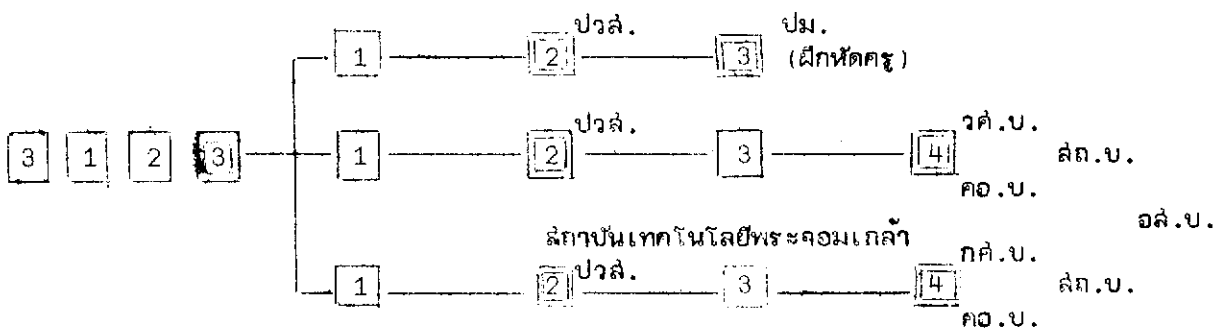 ปวส. ปม.
1 2 3 (ฝึกหัดครู)
ปวส. วศ.บ.
3 1 2 3 1 2 3 4 สถ.บ.
คอ.บ.
อส.บ.
สถาบันเทคโนโลยีพระจอมเกล้า
ปวส. กศ.บ.
1 2 3 4 สถ.บ.
คอ.บ.